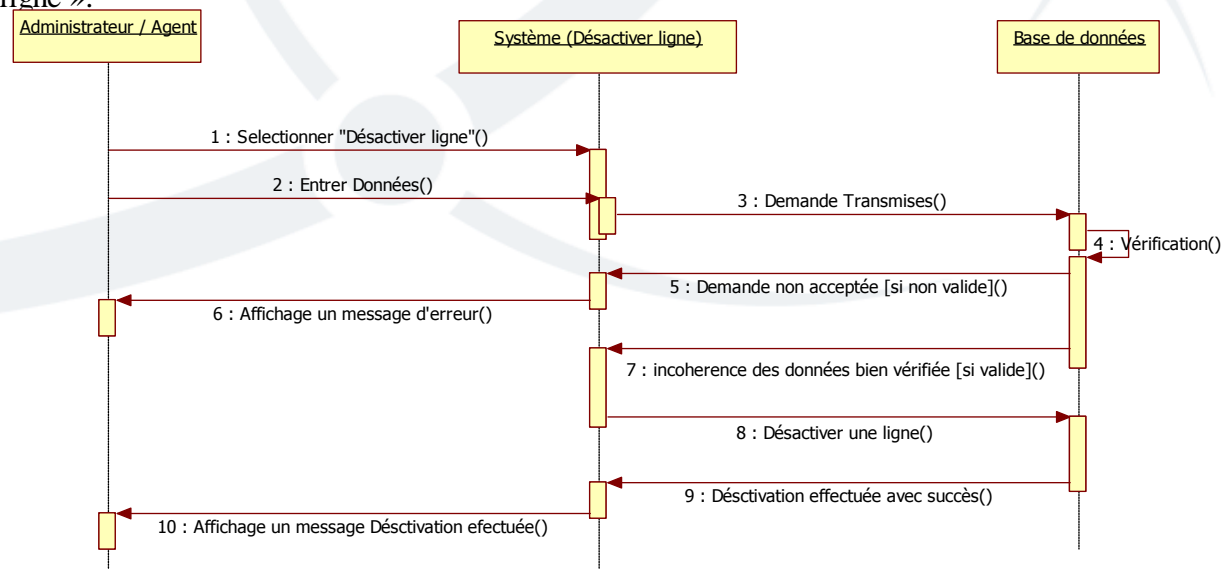 ligne ».
Administrateur / Agent
Système (Désactiver ligne)
Base de données
1 : Selectionner "Désactiver ligne"()
2 : Entrer Données()
3 : Demande Transmises()
4 : Vérification()
5 : Demande non acceptée [si non valide]()
6 : Affichage un message d'erreur()
7 : incoherence des données bien vérifiée [si valide]()
8 : Désactiver une ligne()
9 : Désctivation effectuée avec succès()
10 : Affichage un message Désctivation efectuée()